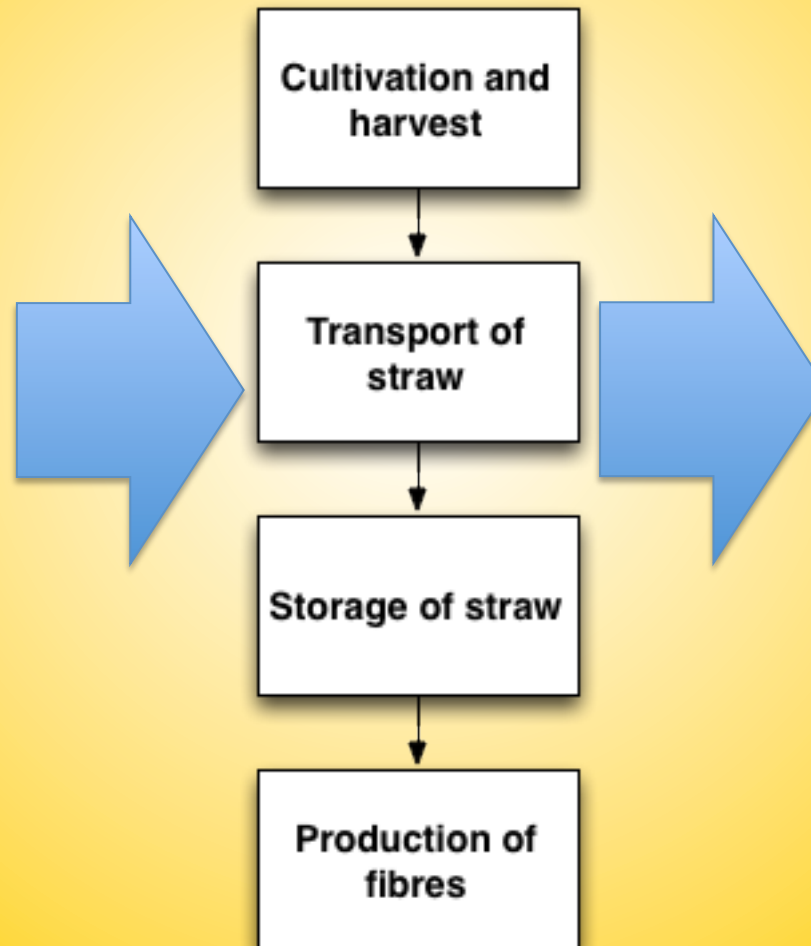 Cultivation and
harvest
Transport of
straw
Storage of straw
Production of
fibres